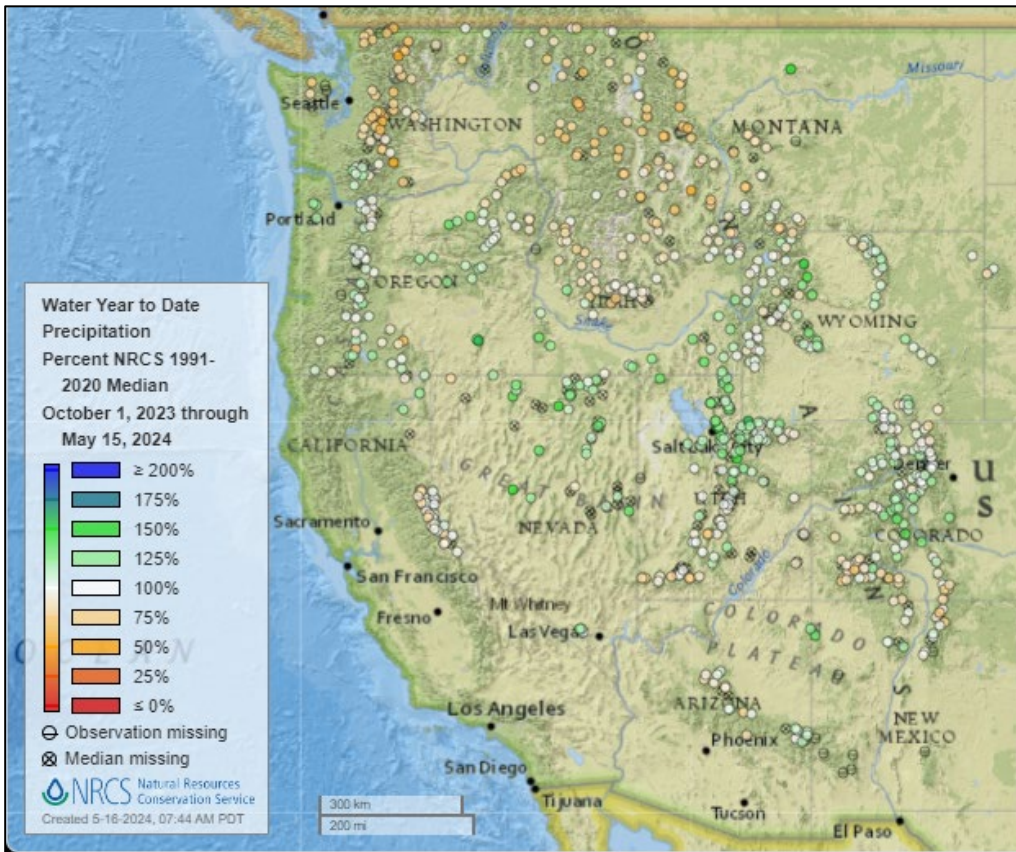 Missouri
Seattle
WASHINGTON
MONTANA
Portland
OREGON
IDAHO
Snake
WYOMING
CALIFORNIA
Salt Lake City
GREAT BASIN
UTAH
Denver
US
NEVADA
COLORADO
Sacramento
San Francisco
Colorado
Mt Whitney
Fresno
Las Vegas
COLORADO
PLATEAU
OCEAN
ARIZONA
Los Angeles
NEW
MEXICO
Phoenix
San Diego
Tijuana
Tucson
El Paso
Water Year to Date
Precipitation
Percent NRCS 1991-
2020 Median
October 1, 2023 through
May 15, 2024
≥ 200%
175%
150%
125%
100%
75%
50%
25%
≤ 0%
Observation missing
Median missing
NRCS Natural Resources
Conservation Service
Created 5-16-2024, 07:44 AM PDT
300 km
200 mi